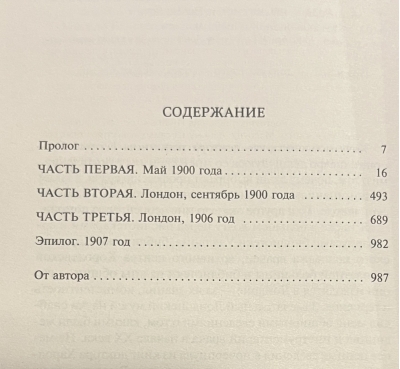 СОДЕРЖАНИЕ
Пролог . . . . . . . . . . . . . . . . . . . . . . . . . . . . . . . . . . . . . . . 7
ЧАСТЬ ПЕРВАЯ. Май 1900 года . . . . . . . . . . . . . . . . . . . 16
ЧАСТЬ ВТОРАЯ. Лондон, сентябрь 1900 года . . . . . . . . 493
ЧАСТЬ ТРЕТЬЯ. Лондон, 1906 год . . . . . . . . . . . . . . . . 689
Эпилог. 1907 год . . . . . . . . . . . . . . . . . . . . . . . . . . . . . . 982
От автора . . . . . . . . . . . . . . . . . . . . . . . . . . . . . . . . . . . . 987